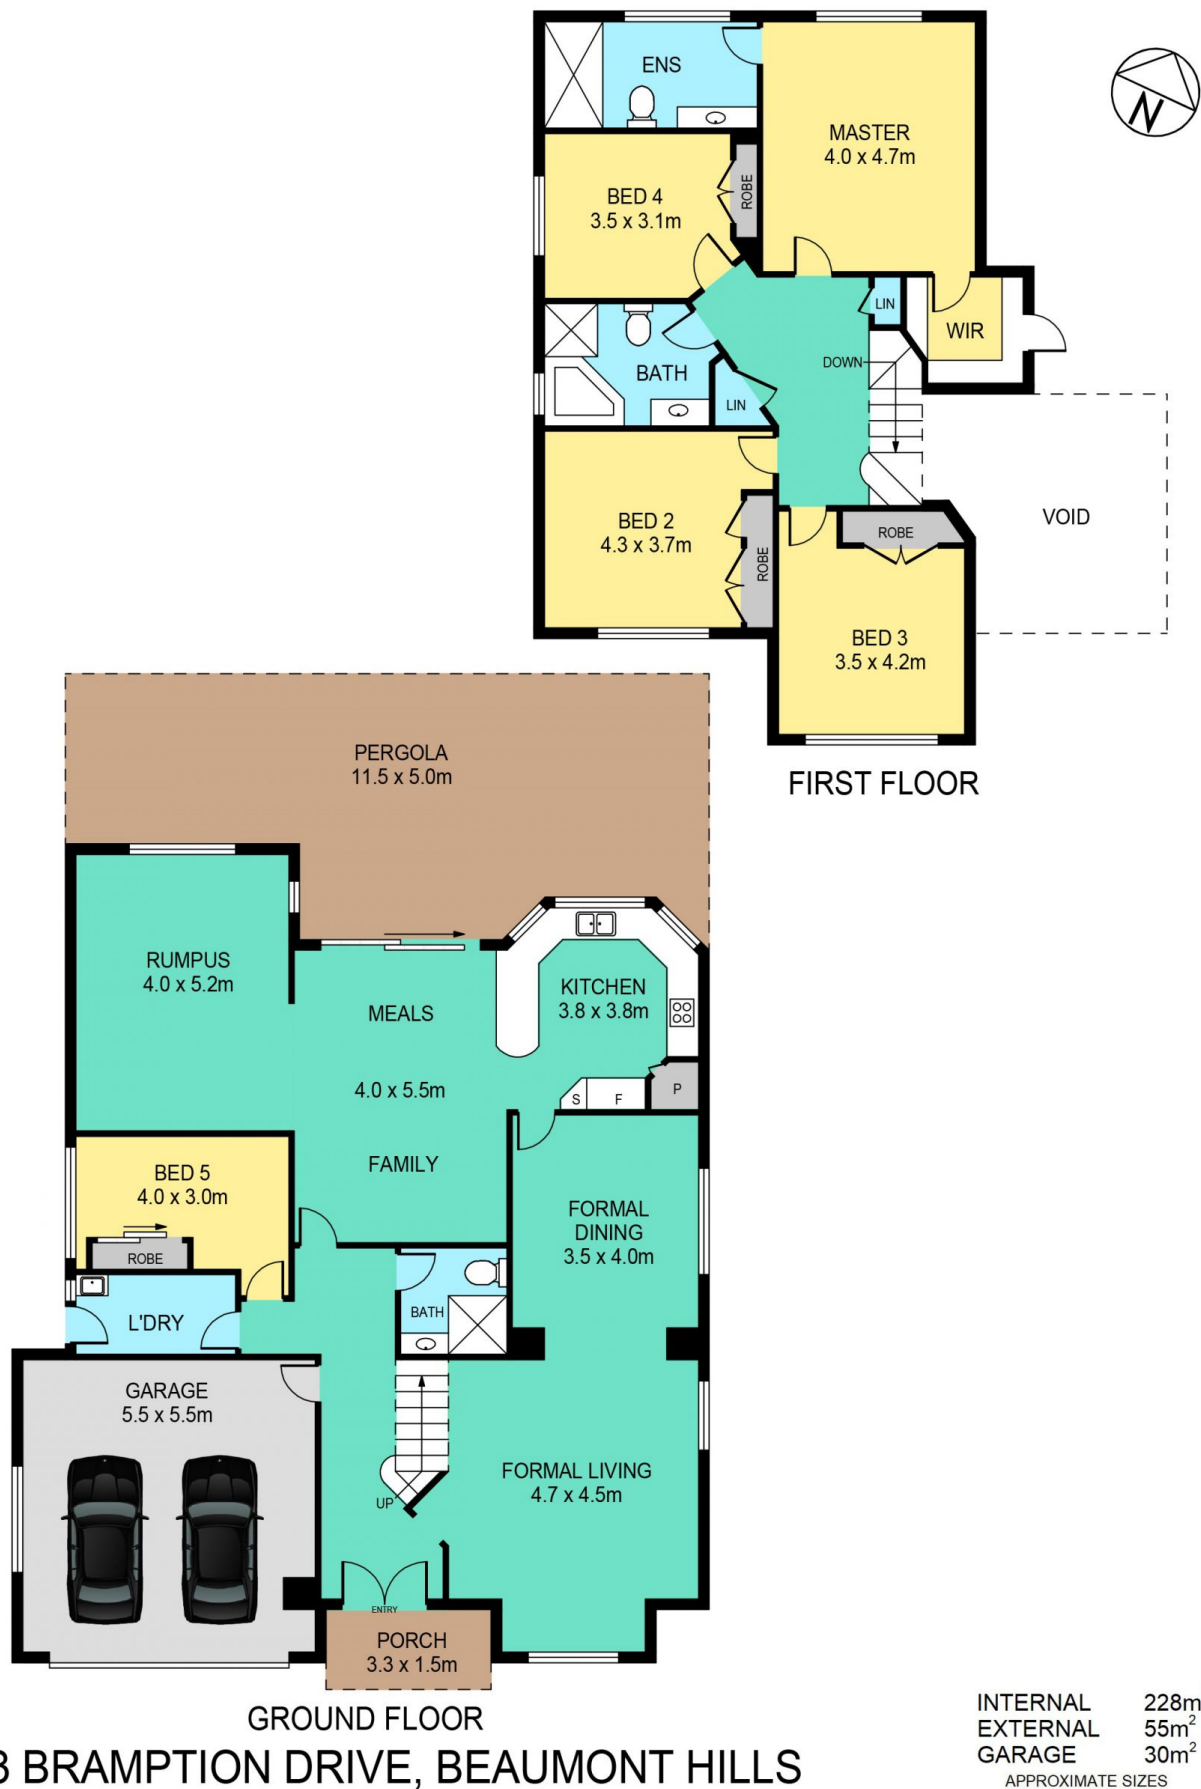 ENS
MASTER
4.0 x 4.7m
N
BED 4
3.5 x 3.1m
ROBE
LIN
WIR
BATH
DOWN
LIN
BED 2
4.3 x 3.7m
ROBE
ROBE
VOID
BED 3
3.5 x 4.2m
FIRST FLOOR
PERGOLA
11.5 x 5.0m
RUMPUS
4.0 x 5.2m
KITCHEN
3.8 x 3.8m
MEALS
4.0 x 5.5m
S
F
P
FAMILY
BED 5
4.0 x 3.0m
ROBE
FORMAL
DINING
3.5 x 4.0m
BATH
L'DRY
GARAGE
5.5 x 5.5m
FORMAL LIVING
4.7 x 4.5m
UP
ENTRY
PORCH
3.3 x 1.5m
GROUND FLOOR
3 BRAMPTION DRIVE, BEAUMONT HILLS
INTERNAL 228m
EXTERNAL 55m²
GARAGE 30m²
APPROXIMATE SIZES